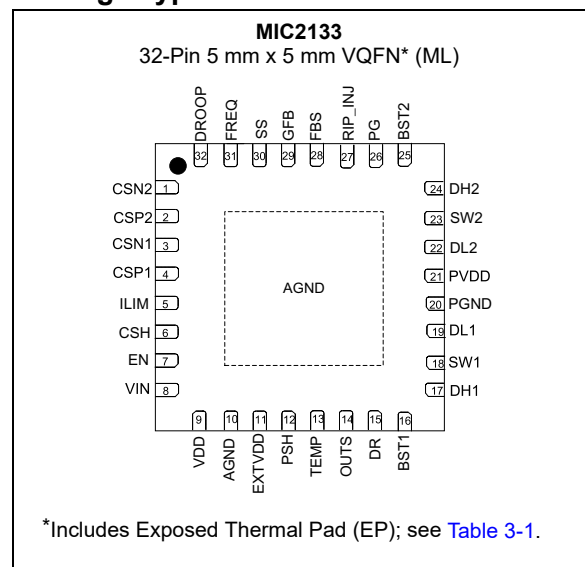 MIC2133
32-Pin 5 mm x 5 mm VQFN* (ML)
DROOP
FREQ
SS
GFB
FBS
RIP_INJ
PG
BST2
32 31 30 29 28 27 26 25
CSN2 1
CSP2 2
CSN1 3
CSP1 4
ILIM 5
CSH 6
EN 7
VIN 8
24 DH2
23 SW2
22 DL2
21 PVDD
20 PGND
19 DL1
18 SW1
17 DH1
AGND
9 10 11 12 13 14 15 16
VDD
AGND
EXTVDD
PSH
TEMP
OUTS
DR
BST1
*Includes Exposed Thermal Pad (EP); see Table 3-1.